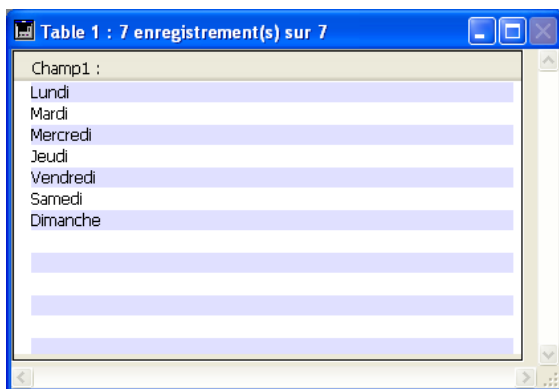 Table 1 : 7 enregistrement(s) sur 7
Champ1 :
Lundi
Mardi
Mercredi
Jeudi
Vendredi
Samedi
Dimanche